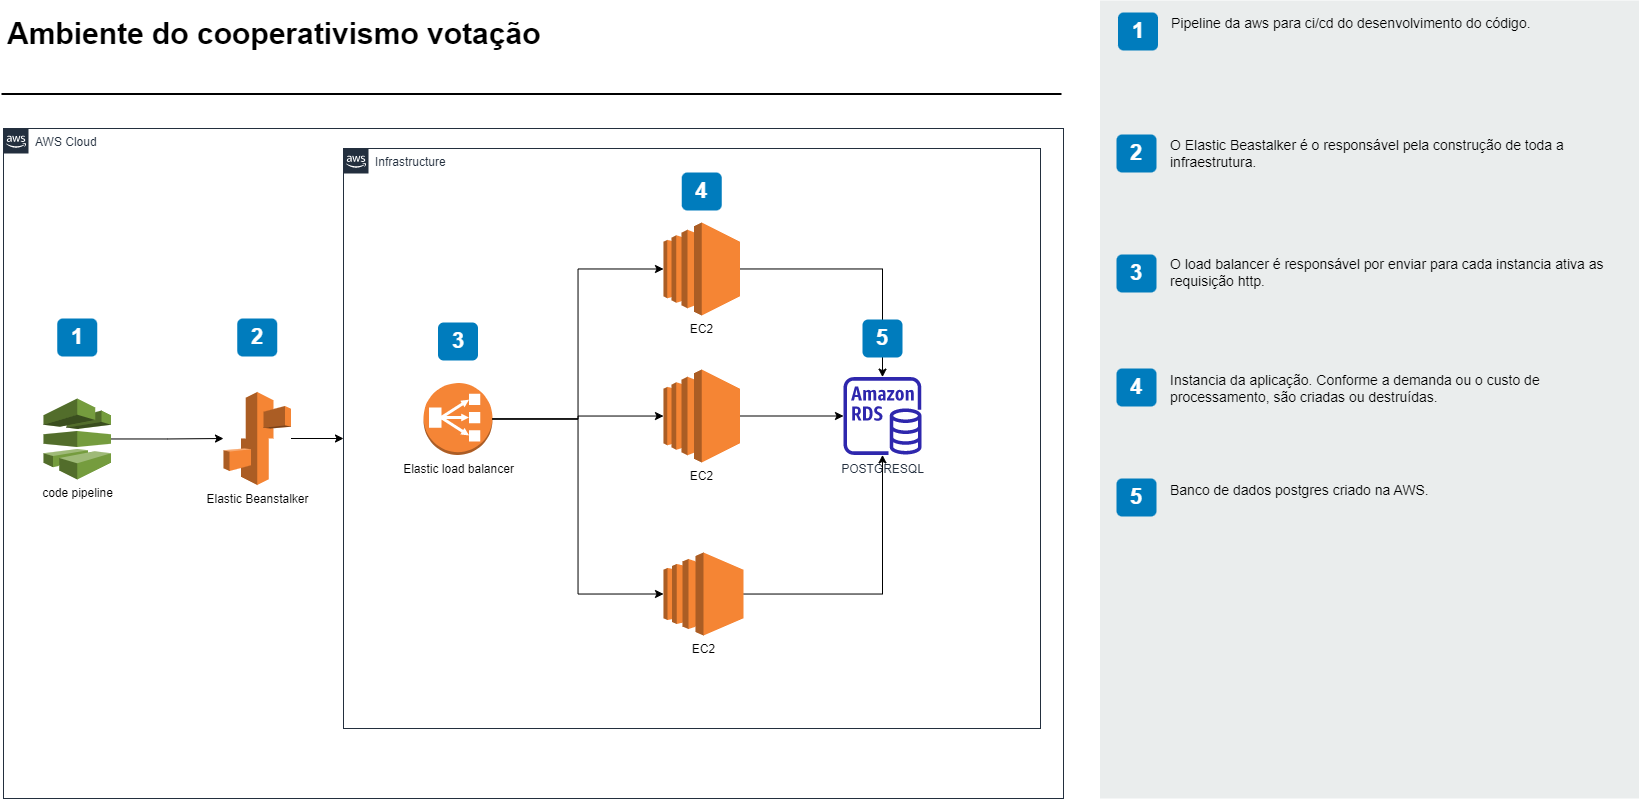 Ambiente do cooperativismo votação
aws
AWS Cloud
aws
Infrastructure
4
EC2
1
2
3
5
Amazon
RDS
POSTGRESQL
code pipeline
Elastic Beanstalker
Elastic load balancer
EC2
EC2
1
Pipeline da aws para ci/cd do desenvolvimento do código.
2
O Elastic Beastalker é o responsável pela construção de toda a
infraestrutura.
3
O load balancer é responsável por enviar para cada instancia ativa as
requisição http.
4
Instancia da aplicação. Conforme a demanda ou o custo de
processamento, são criadas ou destruídas.
5
Banco de dados postgres criado na AWS.